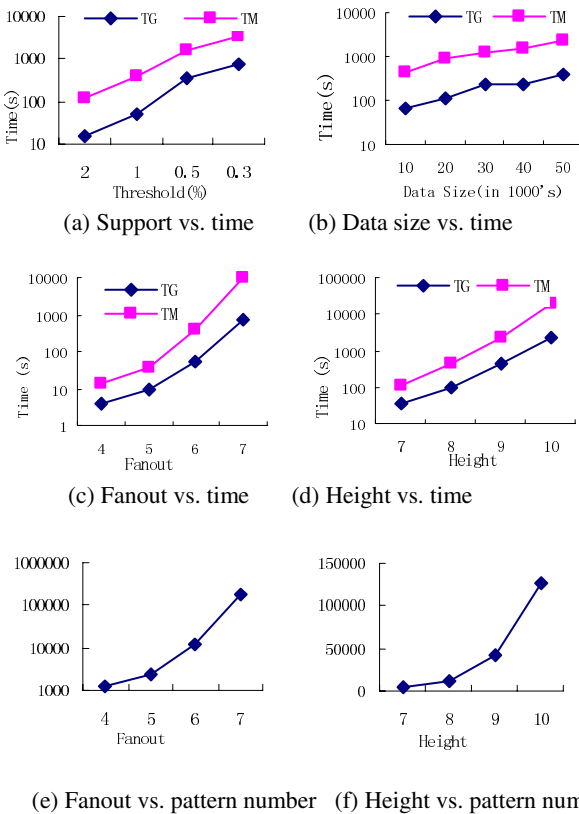 TG TM
10000
1000
100
10
Time(s)
2 1 0.5 0.3
Threshold(%)
(a) Support vs. time
TG TM
10000
1000
100
10
Time(s)
10 20 30 40 50
Data Size(in 1000's)
(b) Data size vs. time
TG
TM
10000
1000
100
10
1
Time (s)
4 5 6 7
Fanout
(c) Fanout vs. time
TG TM
100000
10000
1000
100
10
Time (s)
7 8 9 10
Height
(d) Height vs. time
1000000
100000
10000
1000
4 5 6 7
Fanout
(e) Fanout vs. pattern number
150000
100000
50000
0
7 8 9 10
Height
(f) Height vs. pattern num